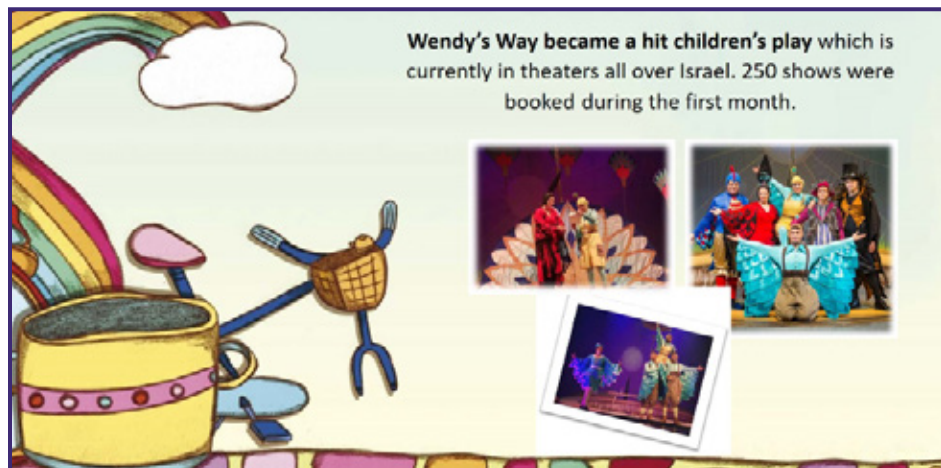 Wendy’s Way became a hit children’s play which is
currently in theaters all over Israel. 250 shows were
booked during the first month.